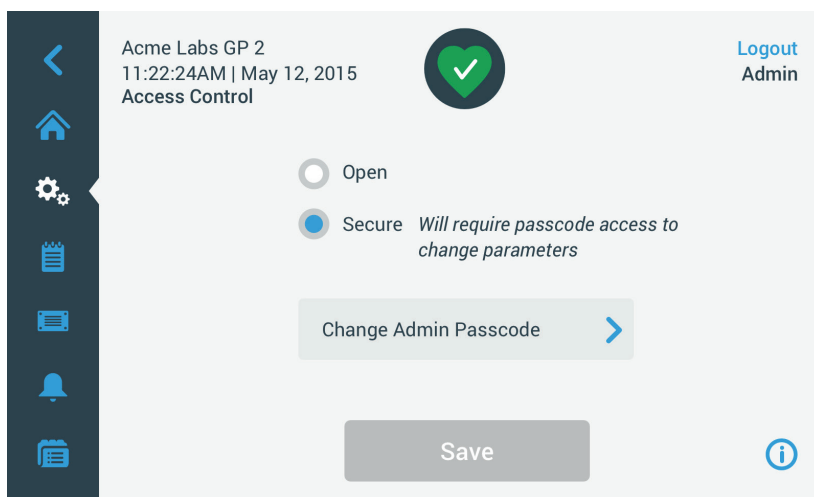 Acme Labs GP 2
11:22:24AM | May 12, 2015
Access Control
Logout
Admin
Open
Secure Will require passcode access to
change parameters
Change Admin Passcode
Save